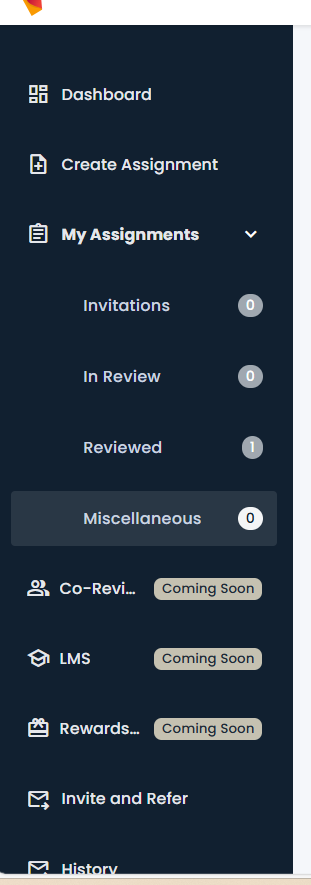 Dashboard
Create Assignment
My Assignments
Invitations 0
In Review 0
Reviewed 1
Miscellaneous 0
Co-Revi... Coming Soon
LMS Coming Soon
Rewards... Coming Soon
Invite and Refer
History